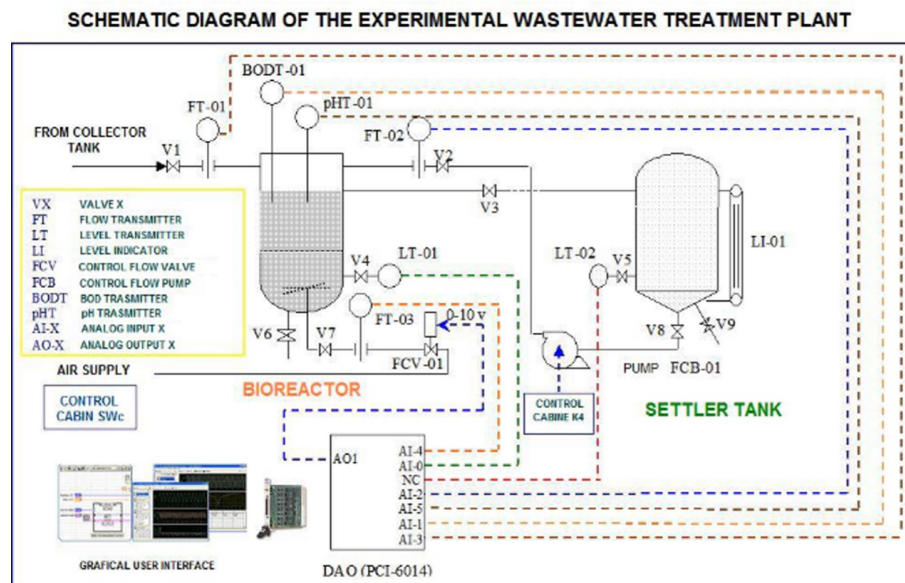 SCHEMATIC DIAGRAM OF THE EXPERIMENTAL WASTEWATER TREATMENT PLANT
BODT-01
FT-01
pHT-01
FT-02
FROM COLLECTOR
TANK
V1
V2
V3
VX VALVE X
FT FLOW TRANSMITTER
LT LEVEL TRANSMITTER
LI LEVEL INDICATOR
FCV CONTROL FLOW VALVE
FCB CONTROL FLOW PUMP
BODT BOD TRASMITTER
pHT pH TRASMITTER
AI-X ANALOG INPUT X
AO-X ANALOG OUTPUT X
V4
LT-01
LT-02
V5
LI-01
FT-03
0-10 v
V6
V7
V8
V9
FCV-01
AIR SUPPLY
BIOREACTOR
PUMP FCB-01
CONTROL
CABIN SWc
CONTROL
CABINE K4
SETTLER TANK
AO1
AI-4
AI-0
NC
AI-2
AI-5
AI-1
AI-3
GRAFICAL USER INTERFACE
DAO (PCI-6014)